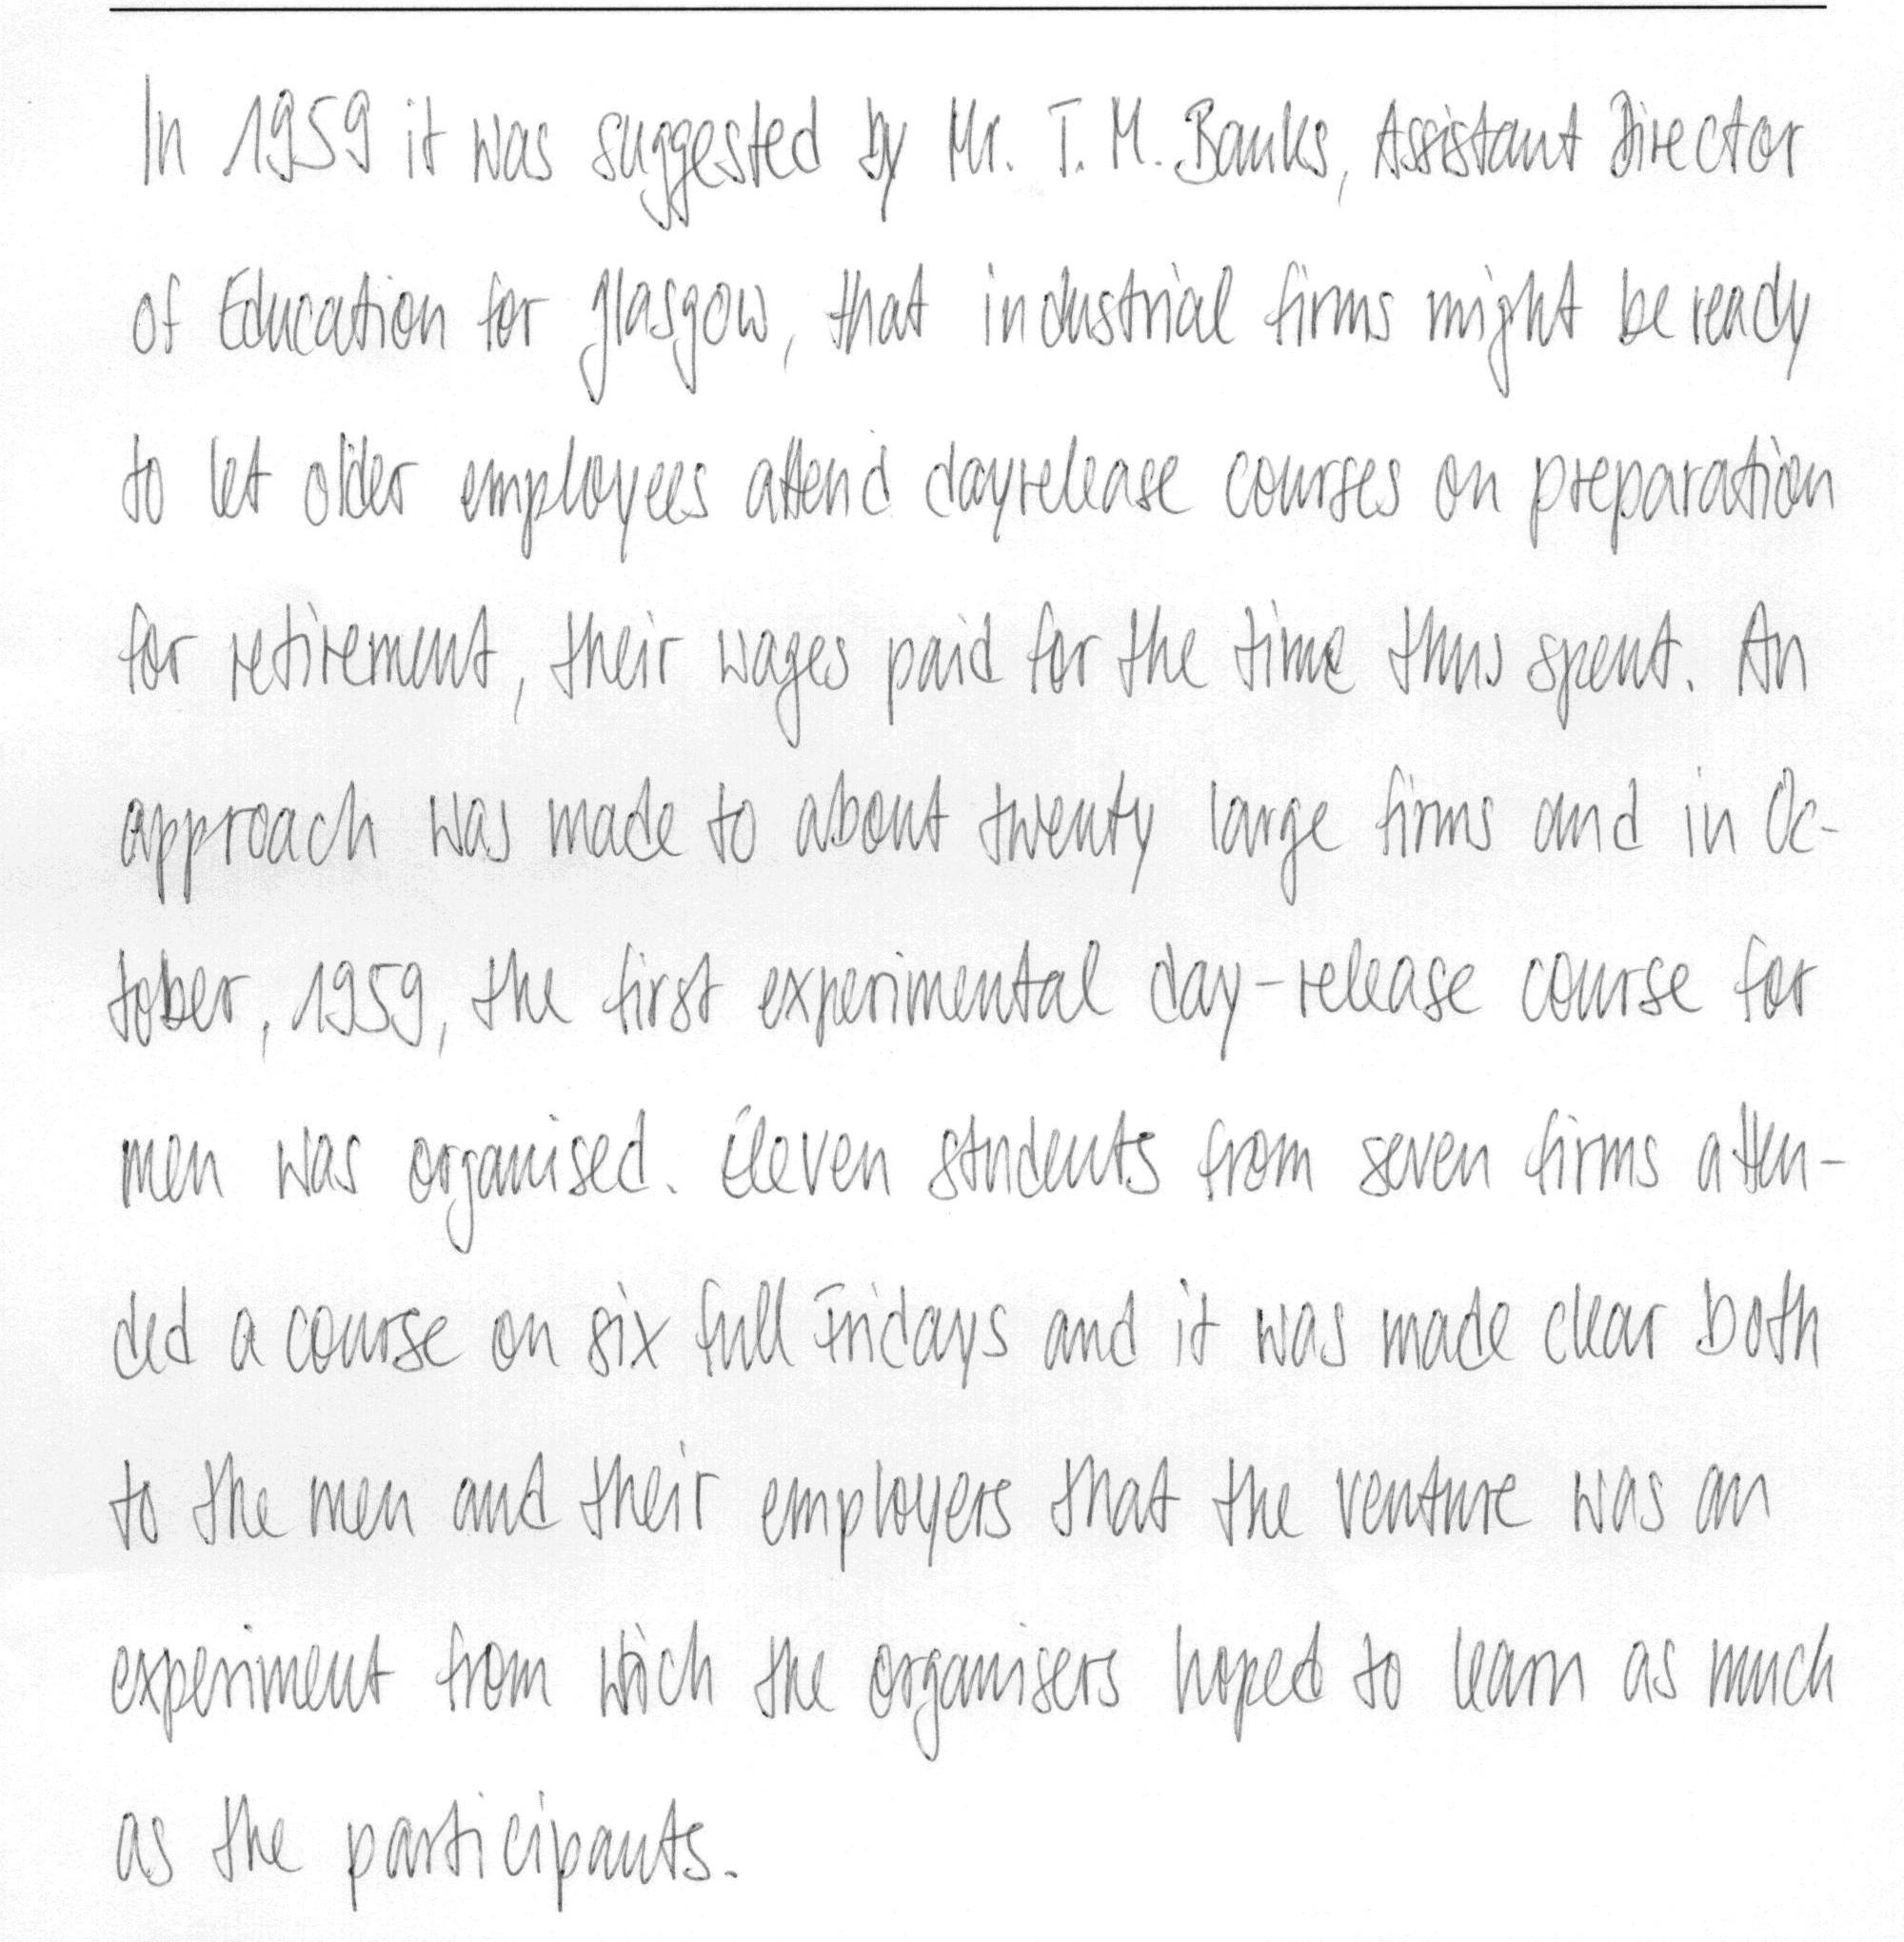 In 1959 it was suggested by Mr. T. M. Banks, Assistant Director
of Education for Glasgow, that industrial firms might be ready
to let older employees attend dayrelease courses on preparation
for retirement, their wages paid for the time thus spent. An
approach was made to about twenty large firms and in Oc-
tober, 1959, the first experimental day-release course for
men was organised. Eleven students from seven firms atten-
ded a course on six full Fridays and it was made clear both
to the men and their employers that the venture was an
experiment from wich the organisers hoped to learn as much
as the participants.